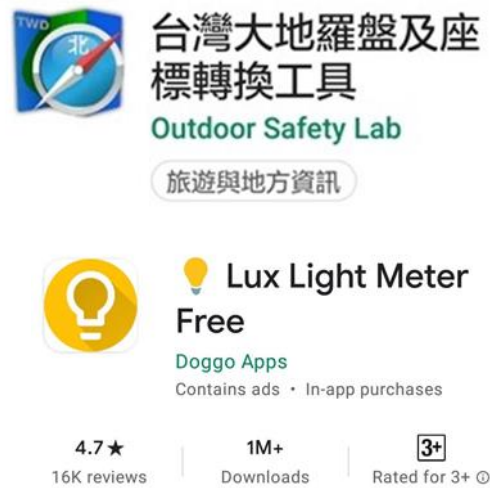 TWD
北
台灣大地羅盤及座
標轉換工具
Outdoor Safety Lab
旅遊與地方資訊
Lux Light Meter
Free
Doggo Apps
Contains ads • In-app purchases
4.7★ 1M+ 3+
16K reviews Downloads Rated for 3+ ⓘ